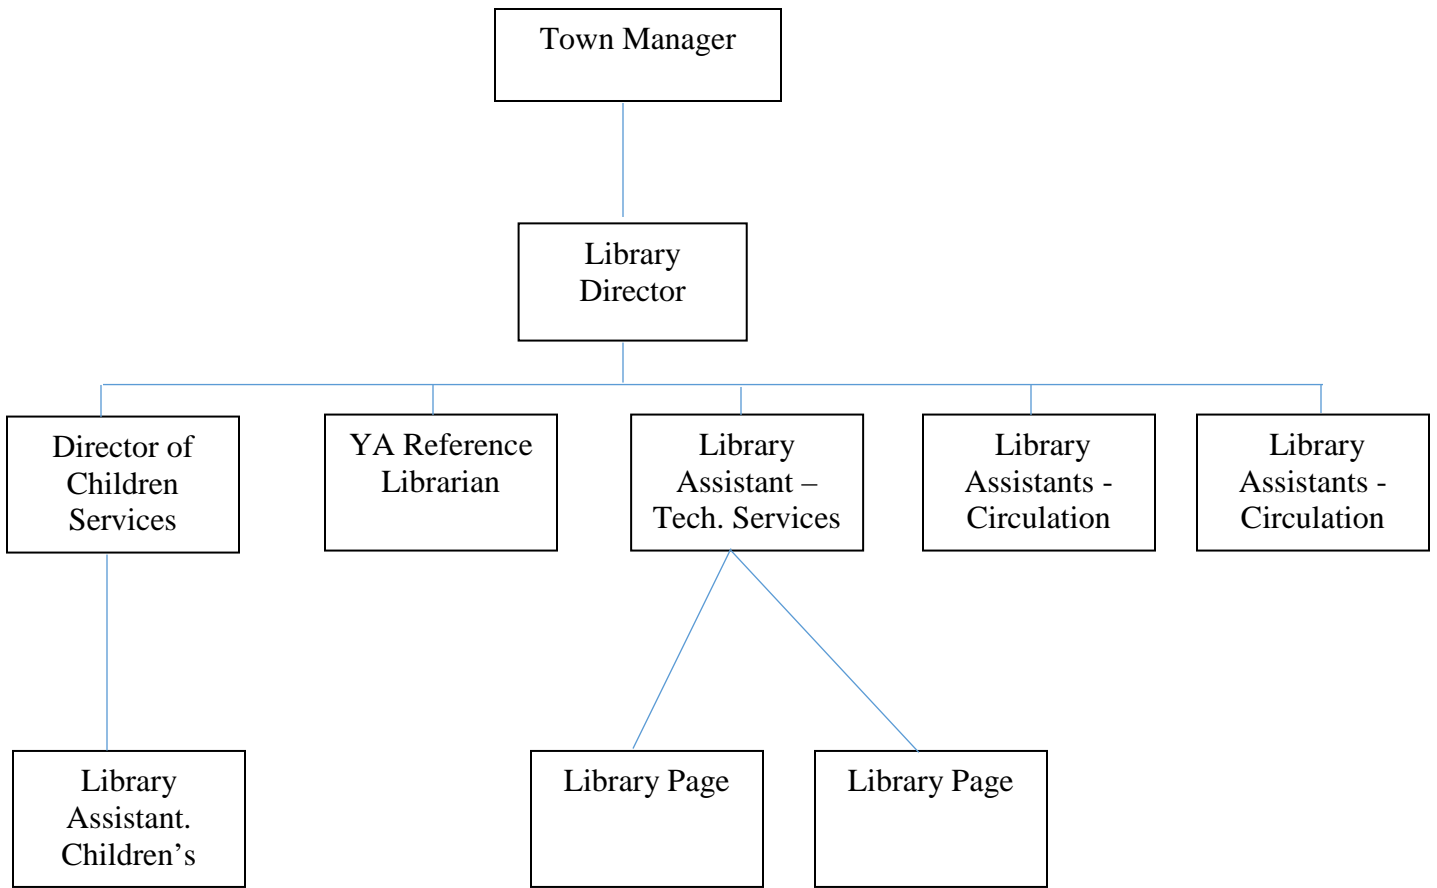 Town Manager
Library
Director
Director of
Children
Services
YA Reference
Librarian
Library
Assistant –
Tech. Services
Library
Assistants -
Circulation
Library
Assistants -
Circulation
Library
Assistant.
Children’s
Library Page
Library Page